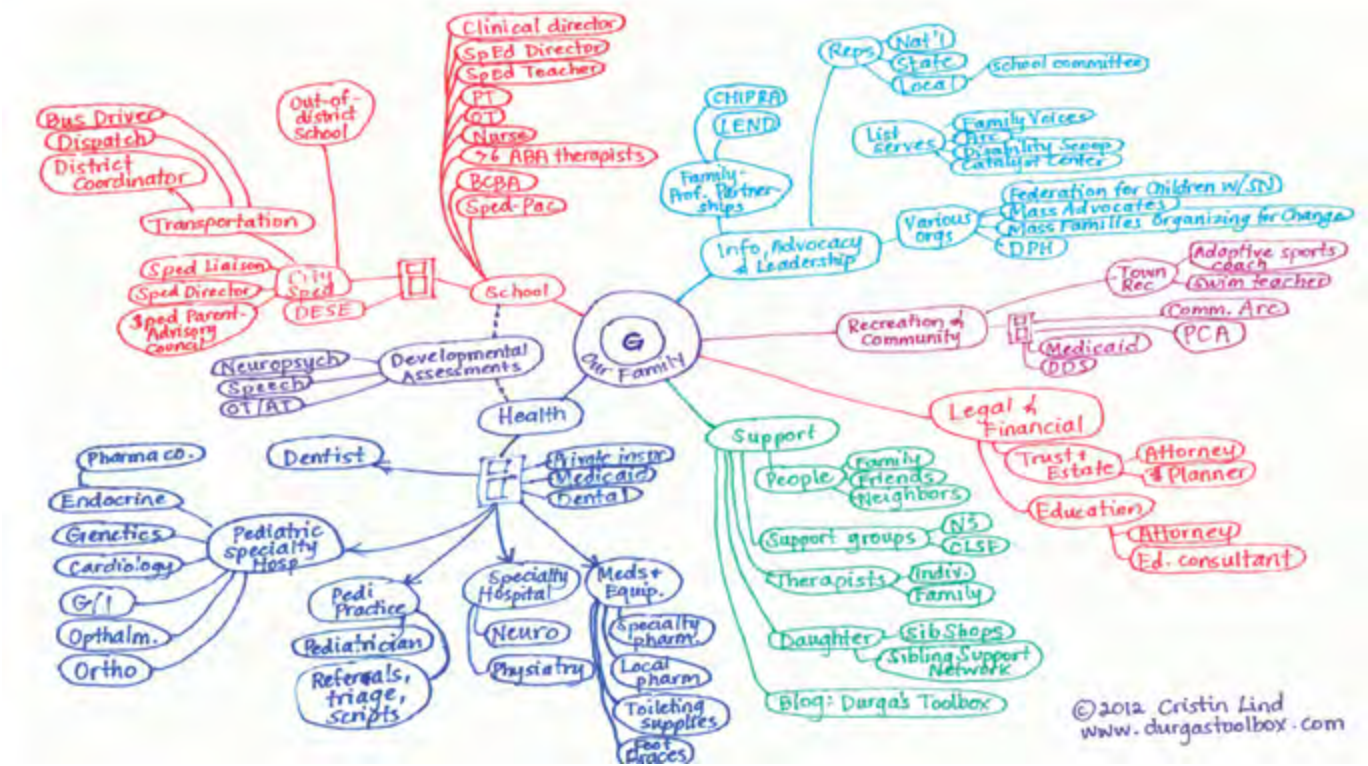 G
Our Family
School
Clinical director
SpEd Director
SpEd Teacher
PT
OT
Nurse
>6 ABA therapists
BCBA
Sped-Pac
City
Sped
DESE
Out-of-
district
School
Transportation
Bus Driver
Dispatch
District
Coordinator
Sped Liaison
Sped Director
Sped Parent-
Advisory
Council
Developmental
Assessments
Neuropsych
Speech
OT/AT
Health
Private insur
Medicaid
Dental
Dentist
Pediatric
specialty
Hosp
Pharma co.
Endocrine
Genetics
Cardiology
G/i
Opthalm.
Ortho
Pedi
Practice
Pediatrician
Referrals,
triage,
scripts
Specialty
Hospital
Neuro
Physiatry
Meds +
Equip.
Specialty
pharm.
Local
pharm
Toileting
supplies
Foot
Braces
Info, Advocacy
& Leadership
Family-
Prof. Partner-
ships
CHIPRA
LEND
Reps
Nat'l
State
Local
school committee
List
serves
Family Voices
Arc
Disability Scoop
Catalyst Center
Various
orgs
Federation for Children w/SN
Mass Advocates
Mass Families Organizing for Change
DPH
Recreation &
Community
Town
Rec
Adaptive sports
coach
Swim teacher
Comm. Arc
PCA
Medicaid
DDS
Legal &
Financial
Trust +
Estate
Attorney
$ Planner
Education
Attorney
Ed. consultant
Support
People
Family
Friends
Neighbors
Support groups
NS
CLSF
Therapists
Indiv.
Family
Daughter
SibShops
Sibling Support
Network
Blog: Durga's Toolbox
©2012 Cristin Lind
www.durgastoolbox.com